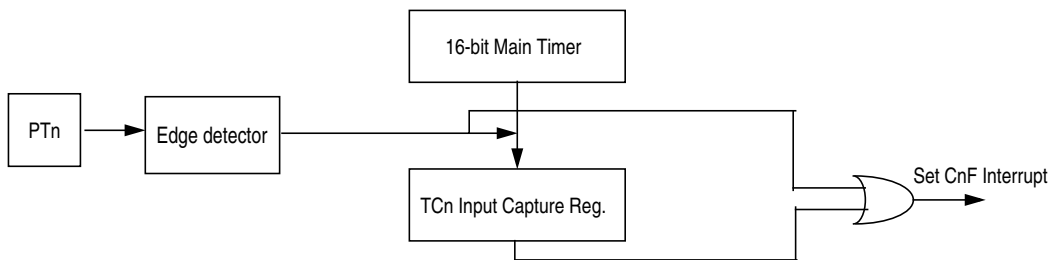 16-bit Main Timer
PTn
Edge detector
TCn Input Capture Reg.
Set CnF Interrupt